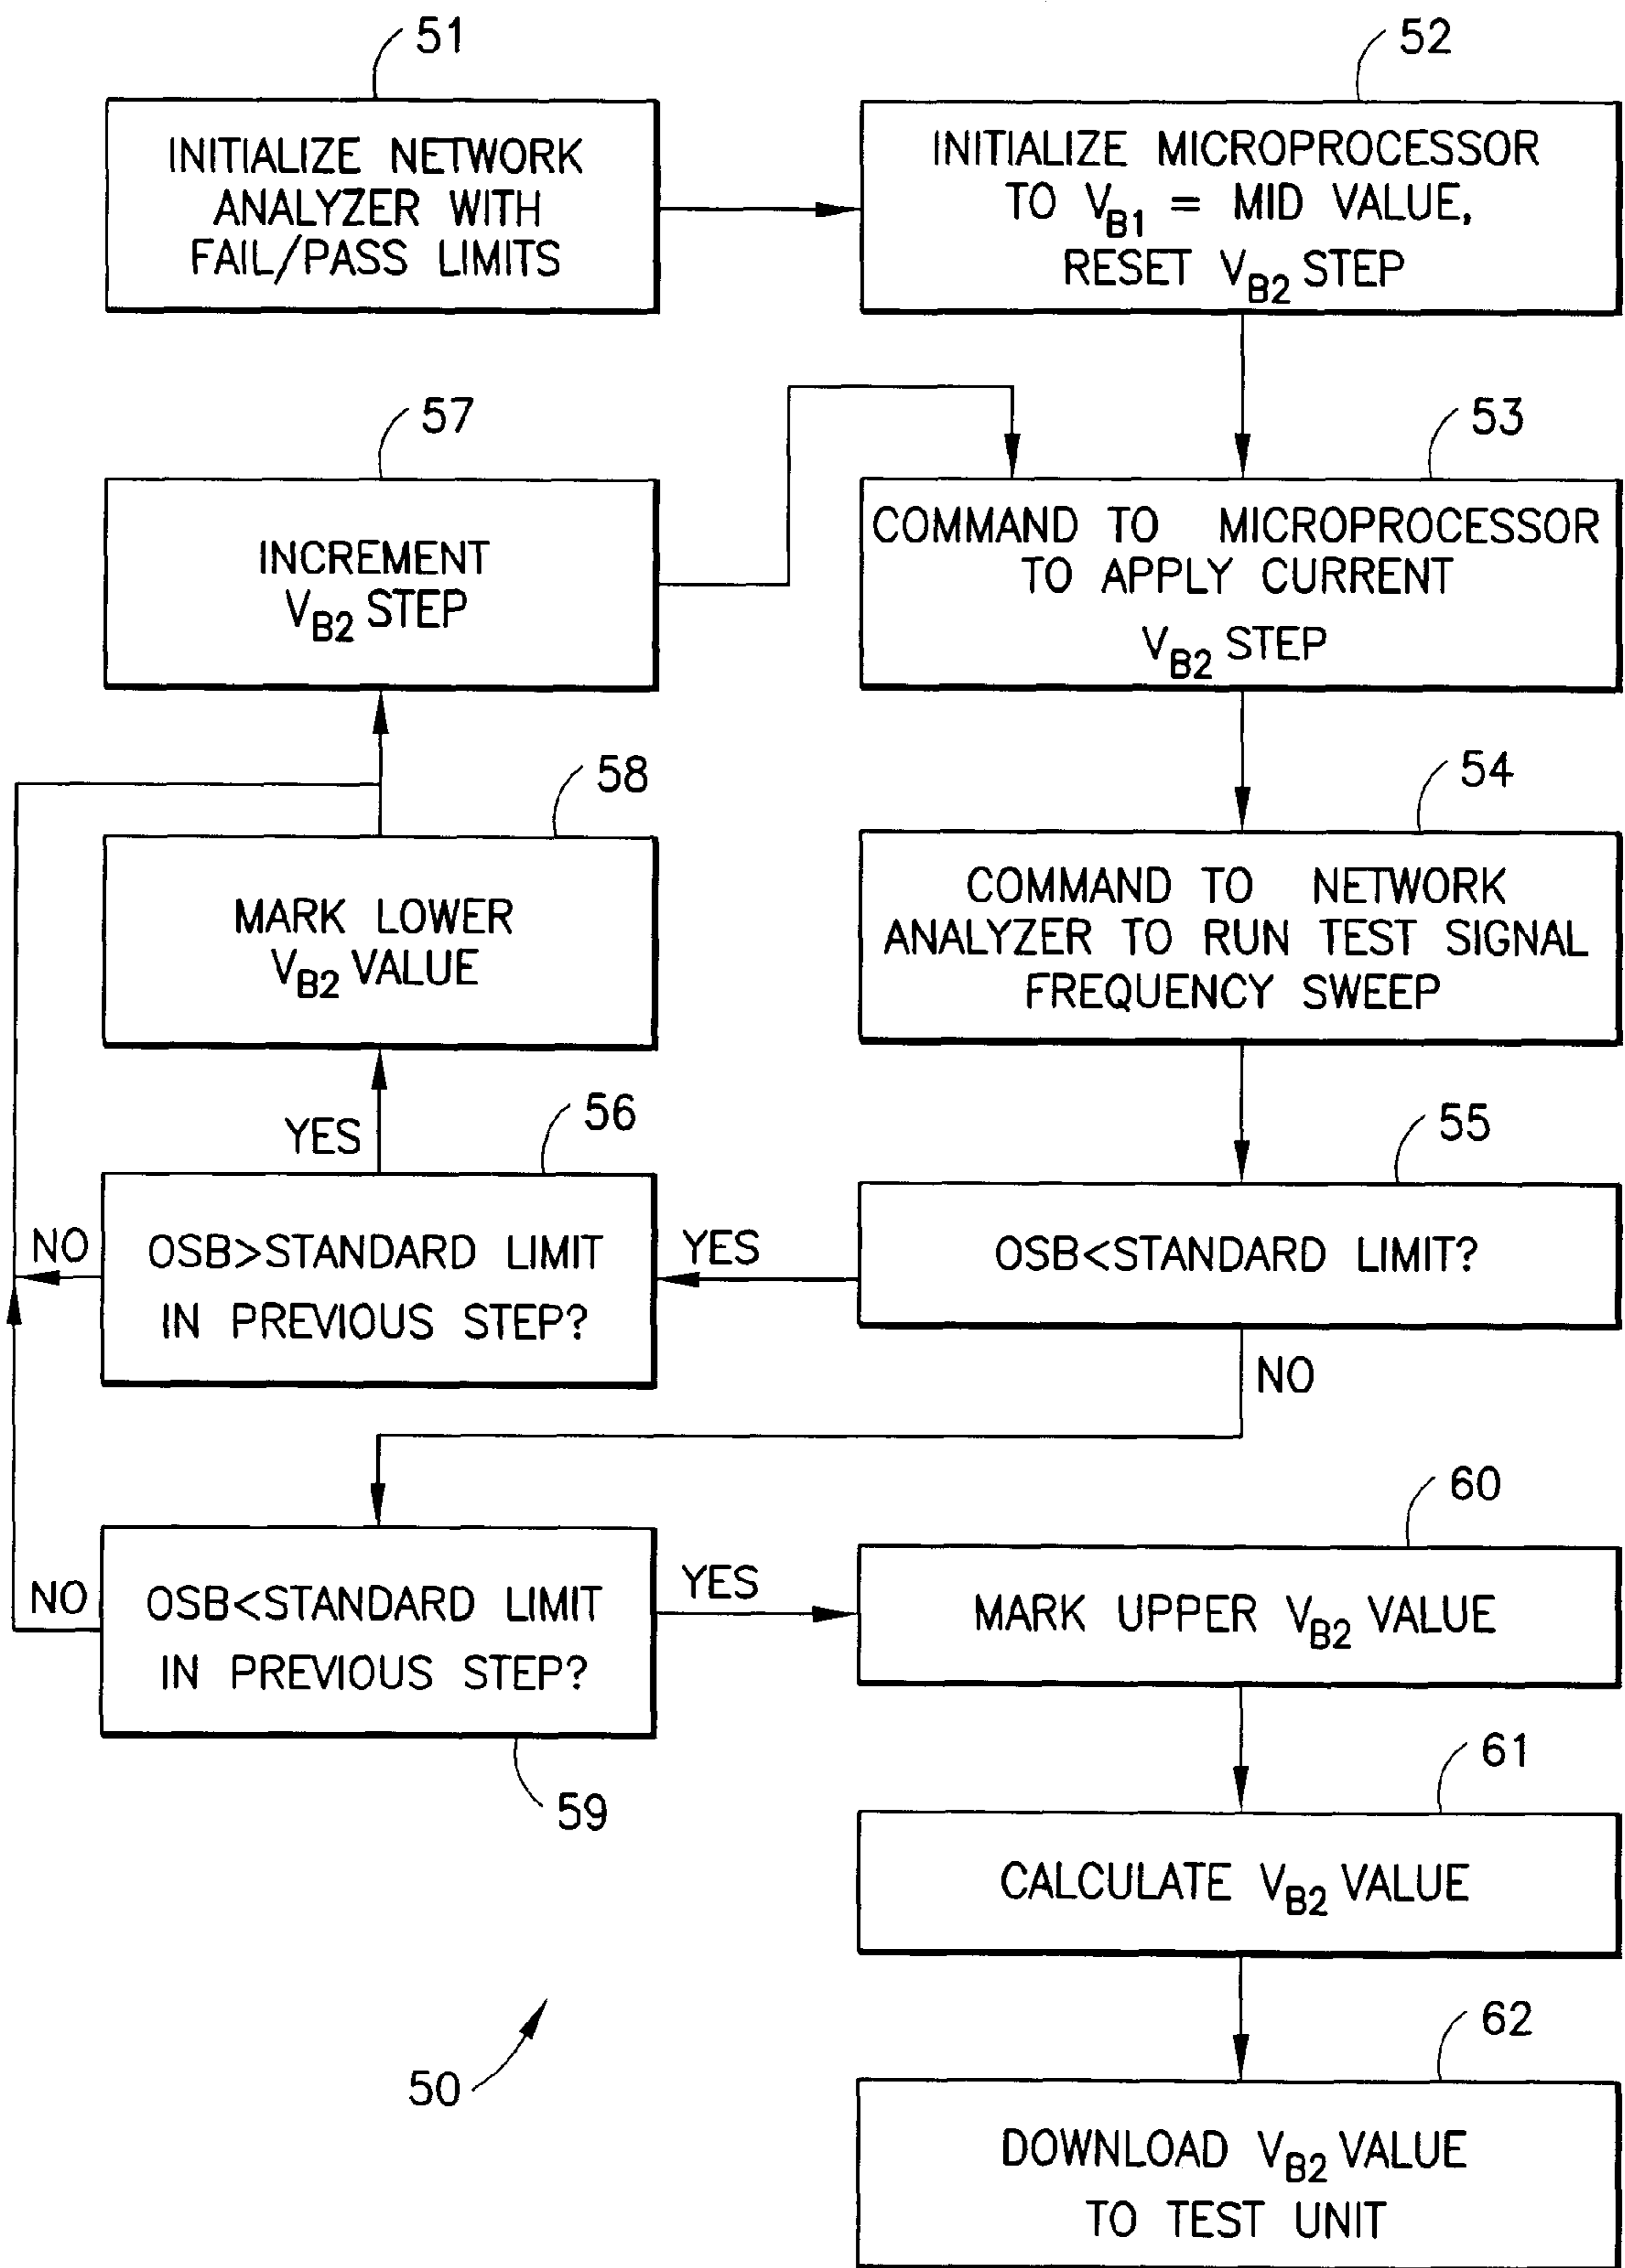 51
INITIALIZE NETWORK
ANALYZER WITH
FAIL/PASS LIMITS
52
INITIALIZE MICROPROCESSOR
TO VB1 = MID VALUE,
RESET VB2 STEP
57
INCREMENT
VB2 STEP
53
COMMAND TO MICROPROCESSOR
TO APPLY CURRENT
VB2 STEP
58
MARK LOWER
VB2 VALUE
54
COMMAND TO NETWORK
ANALYZER TO RUN TEST SIGNAL
FREQUENCY SWEEP
YES
56
NO
OSB>STANDARD LIMIT
IN PREVIOUS STEP?
YES
55
OSB<STANDARD LIMIT?
NO
NO
OSB<STANDARD LIMIT
IN PREVIOUS STEP?
59
YES
60
MARK UPPER VB2 VALUE
61
CALCULATE VB2 VALUE
62
DOWNLOAD VB2 VALUE
TO TEST UNIT
50